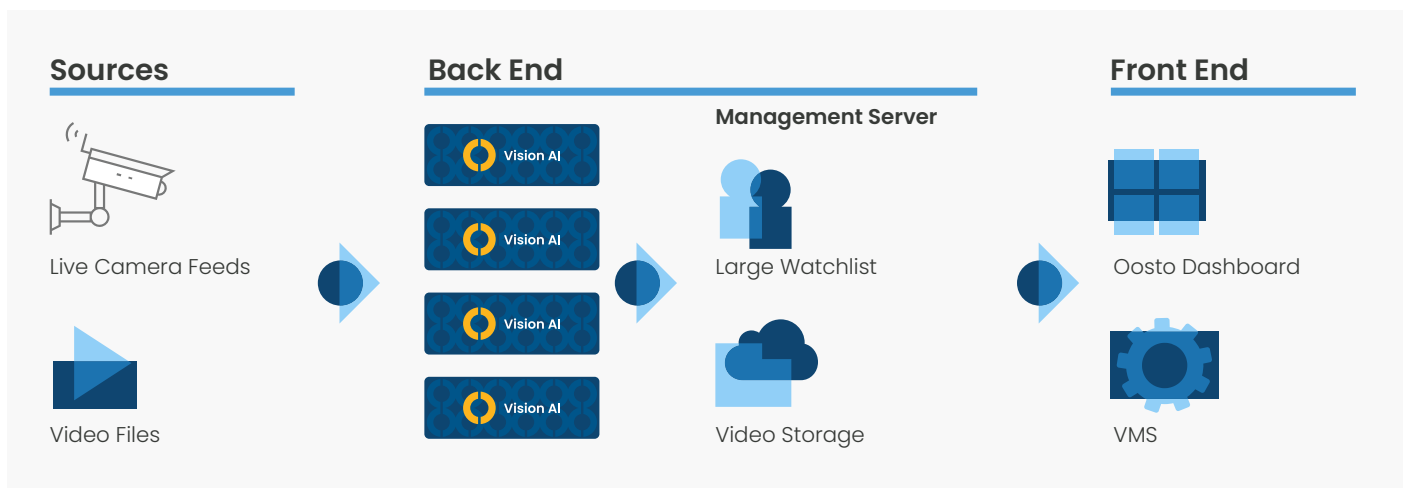 Sources
Live Camera Feeds
Video Files
Back End
Vision AI
Vision AI
Vision AI
Vision AI
Management Server
Large Watchlist
Video Storage
Front End
Oosto Dashboard
VMS